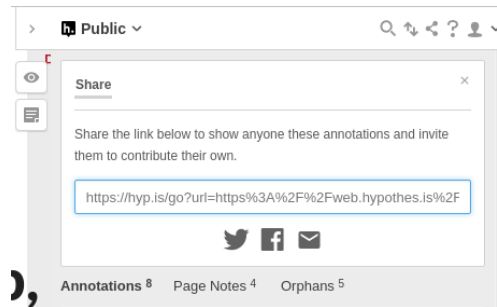 h. Public
?
Share ×
Share the link below to show anyone these annotations and invite
them to contribute their own.
https://hyp.is/go?url=https%3A%2F%2Fweb.hypothes.is%2F
Annotations 8 Page Notes 4 Orphans 5